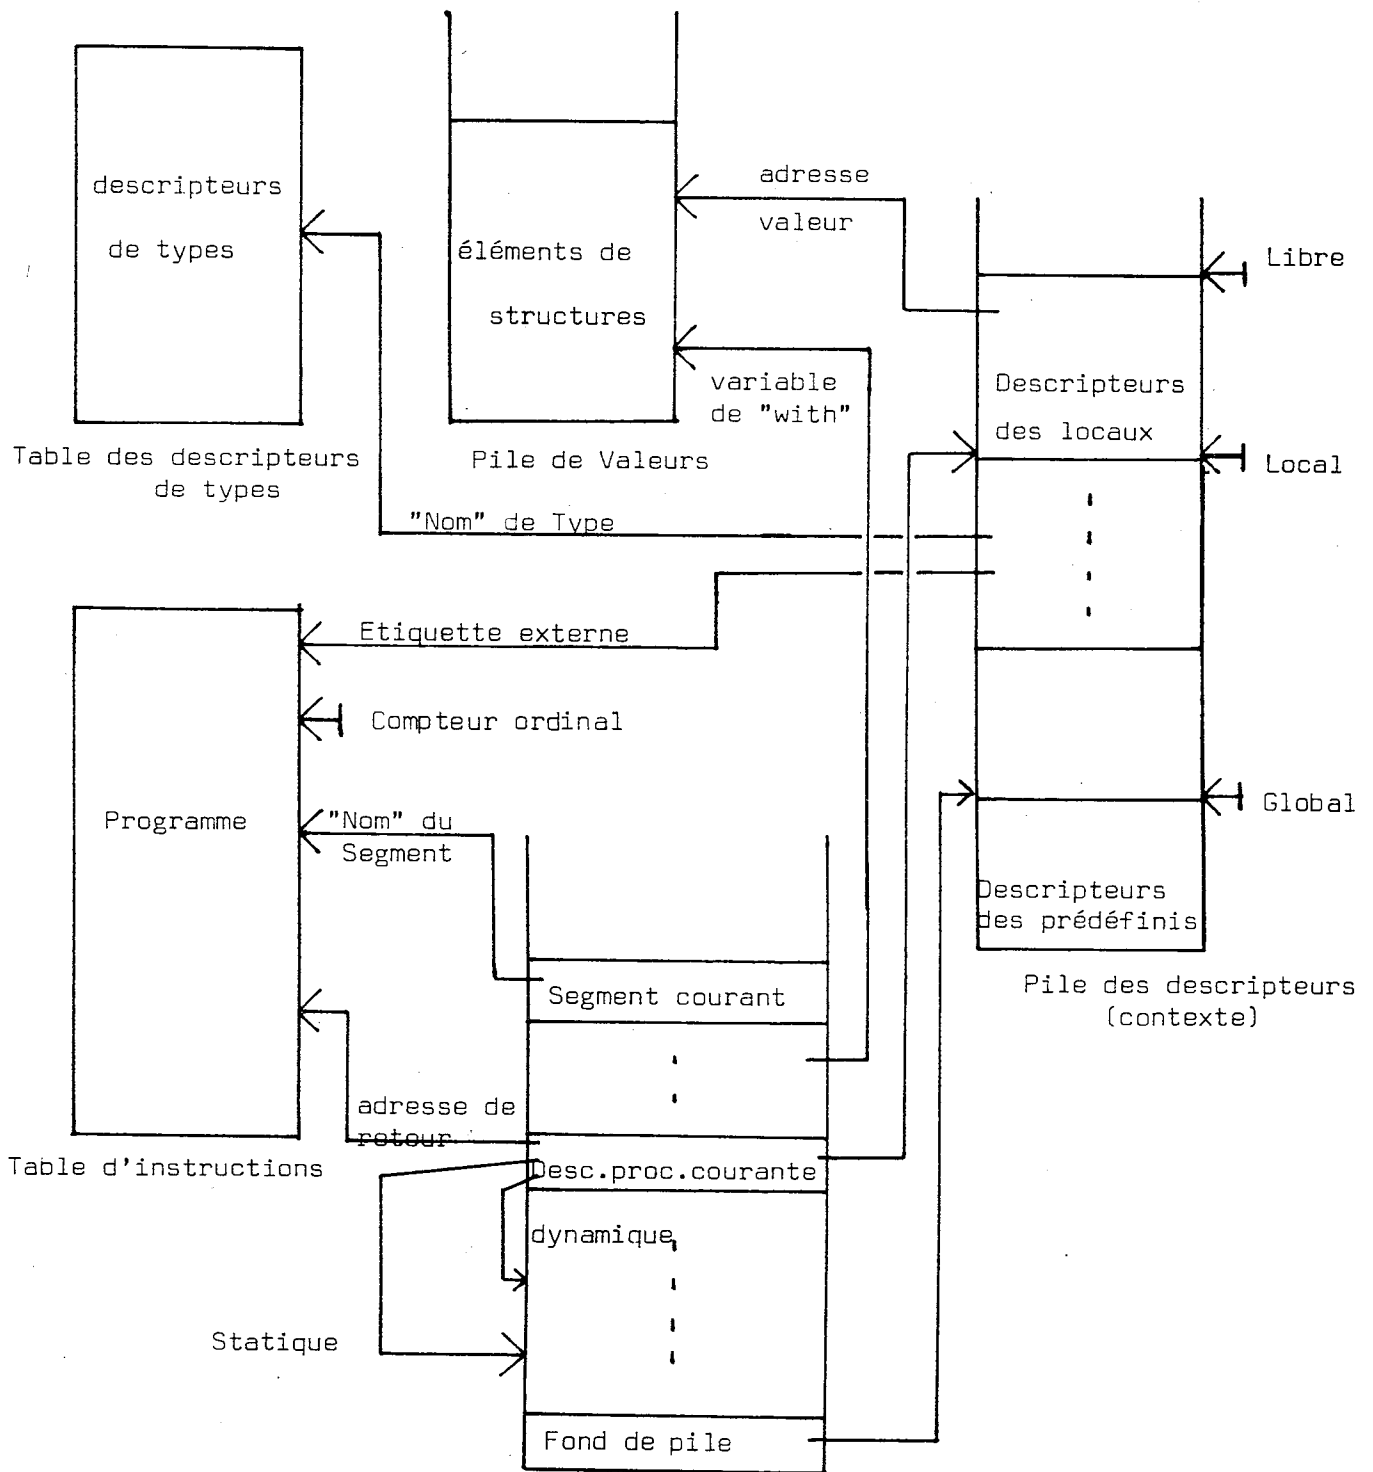 descripteurs
de types
Table des descripteurs
de types
éléments de
structures
Pile de Valeurs
adresse
valeur
variable
de "with"
Libre
Descripteurs
des locaux
Local
"Nom" de Type
Etiquette externe
Compteur ordinal
Programme
"Nom" du
Segment
Global
Descripteurs
des prédéfinis
Pile des descripteurs
(contexte)
Segment courant
adresse de
retour
Table d'instructions
Desc.proc.courante
dynamique
Statique
Fond de pile